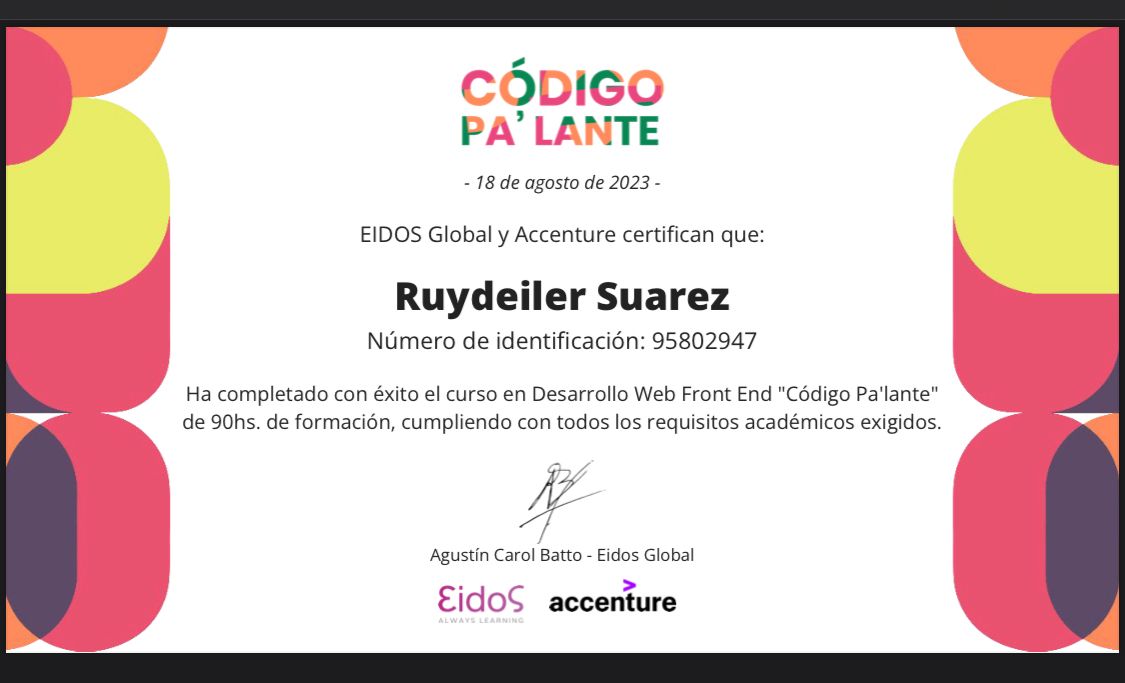 CÓDIGO
PA'LANTE
- 18 de agosto de 2023 -
EIDOS Global y Accenture certifican que:
Ruydeiler Suarez
Número de identificación: 95802947
Ha completado con éxito el curso en Desarrollo Web Front End "Código Pa'lante"
de 90hs. de formación, cumpliendo con todos los requisitos académicos exigidos.
Agustín Carol Batto - Eidos Global
Eidos
ALWAYS LEARNING
accenture